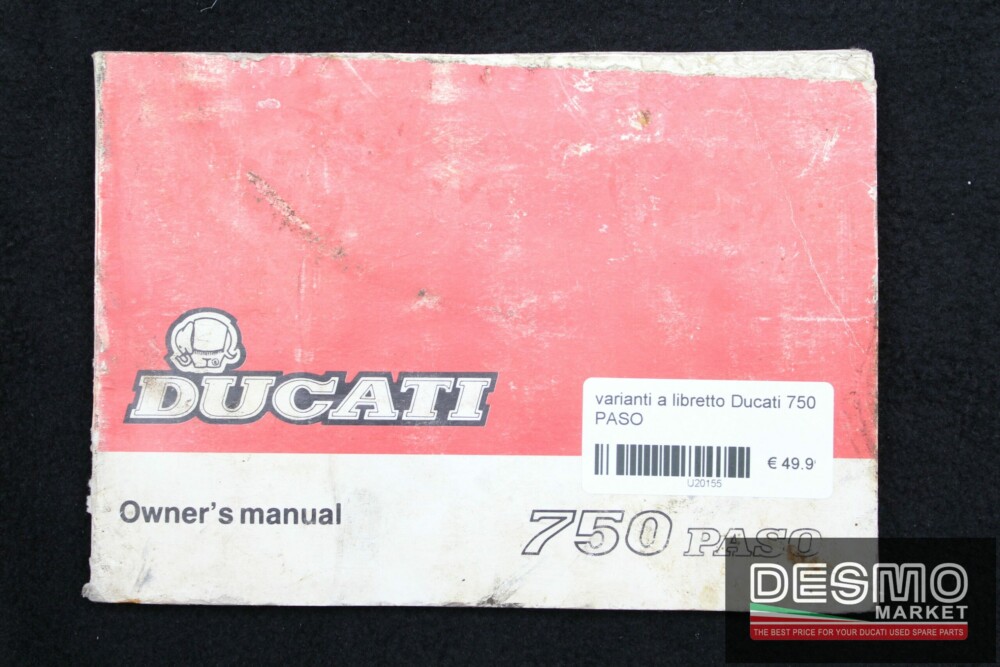 DUCATI
varianti a libretto Ducati 750
PASO
€ 49.9
U20155
Owner's manual
750 PASO
DESMO
MARKET
THE BEST PRICE FOR YOUR DUCATI USED SPARE PARTS